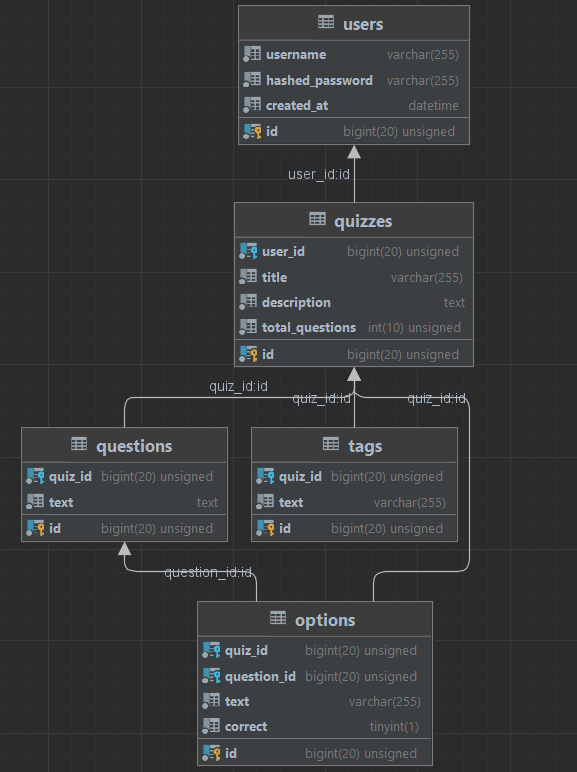 users
username varchar(255)
hashed_password varchar(255)
created_at datetime
id bigint(20) unsigned
user_id:id
quizzes
user_id bigint(20) unsigned
title varchar(255)
description text
total_questions int(10) unsigned
id bigint(20) unsigned
quiz_id:id
quiz_id:id
quiz_id:id
questions
quiz_id bigint(20) unsigned
text text
id bigint(20) unsigned
tags
quiz_id bigint(20) unsigned
text varchar(255)
id bigint(20) unsigned
question_id:id
options
quiz_id bigint(20) unsigned
question_id bigint(20) unsigned
text varchar(255)
correct tinyint(1)
id bigint(20) unsigned